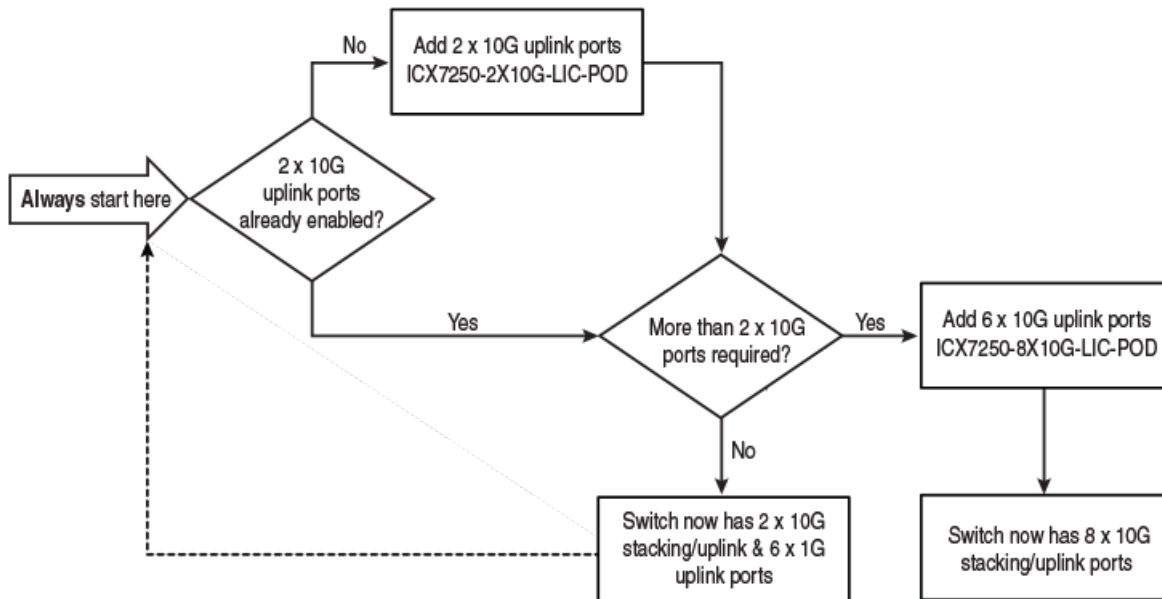 No
Add 2 x 10G uplink ports
ICX7250-2X10G-LIC-POD
Always start here
2 x 10G
uplink ports
already enabled?
Yes
More than 2 x 10G
ports required?
Yes
Add 6 x 10G uplink ports
ICX7250-8X10G-LIC-POD
No
Switch now has 2 x 10G
stacking/uplink & 6 x 1G
uplink ports
Switch now has 8 x 10G
stacking/uplink ports